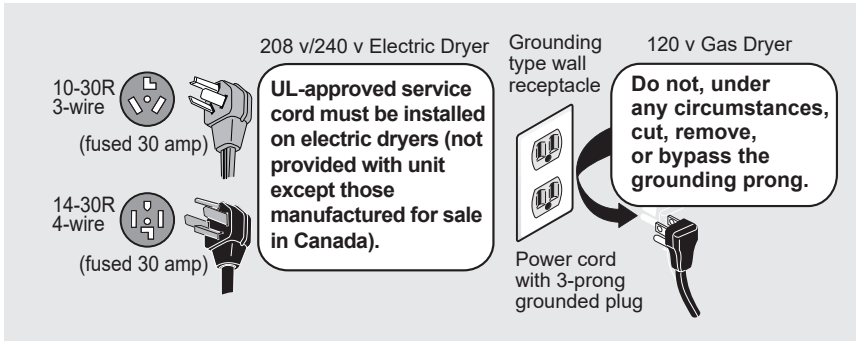 208 v/240 v Electric Dryer
10-30R
3-wire
(fused 30 amp)
14-30R
4-wire
(fused 30 amp)
UL-approved service
cord must be installed
on electric dryers (not
provided with unit
except those
manufactured for sale
in Canada).
Grounding
type wall
receptacle
Power cord
with 3-prong
grounded plug
120 v Gas Dryer
Do not, under
any circumstances,
cut, remove,
or bypass the
grounding prong.